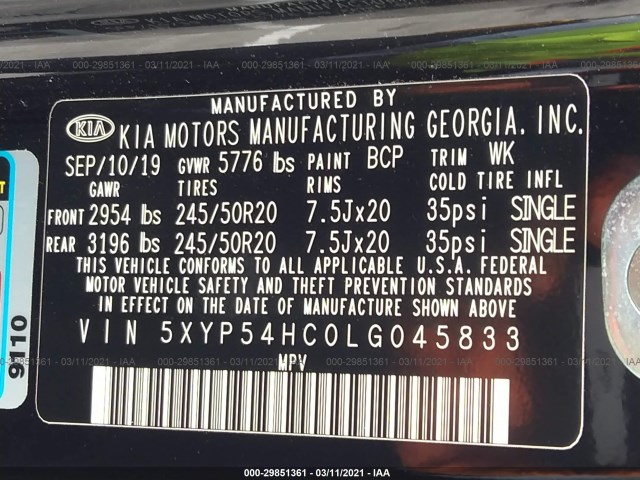 000-29851361 - 03/11/2021 - IAA
MANUFACTURED BY
KIA KIA MOTORS MANUFACTURING GEORGIA, INC.
SEP/10/19 GVWR 5776 lbs PAINT BCP TRIM WK
GAWR TIRES RIMS COLD TIRE INFL
FRONT 2954 lbs 245/50R20 7.5Jx20 35psi SINGLE
REAR 3196 lbs 245/50R20 7.5Jx20 35psi SINGLE
THIS VEHICLE CONFORMS TO ALL APPLICABLE U.S.A. FEDERAL
MOTOR VEHICLE SAFETY AND THEFT PREVENTION STANDARDS
IN EFFECT ON THE DATE OF MANUFACTURE SHOWN ABOVE
VIN 5XYP54HC0LG045833
MPV
000-29851361 - 03/11/2021 - IAA